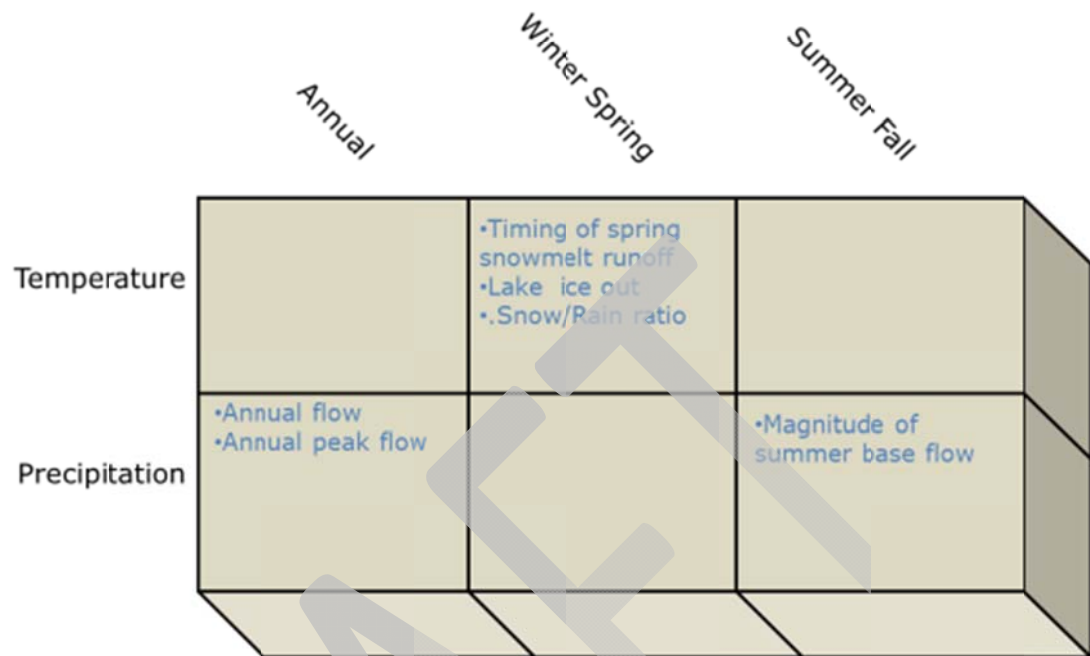 Annual
Winter Spring
Summer Fall
Temperature
•Timing of spring
snowmelt runoff
•Lake ice out
•.Snow/Rain ratio
Precipitation
•Annual flow
•Annual peak flow
•Magnitude of
summer base flow